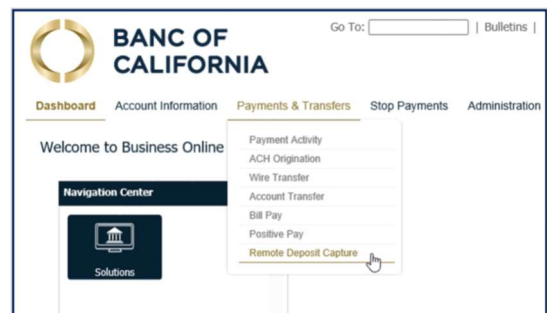 BANC OF
CALIFORNIA
Go To: | Bulletins |
Dashboard Account Information Payments & Transfers Stop Payments Administration
Welcome to Business Online
Payment Activity
ACH Origination
Wire Transfer
Account Transfer
Bill Pay
Positive Pay
Remote Deposit Capture
Navigation Center
Solutions